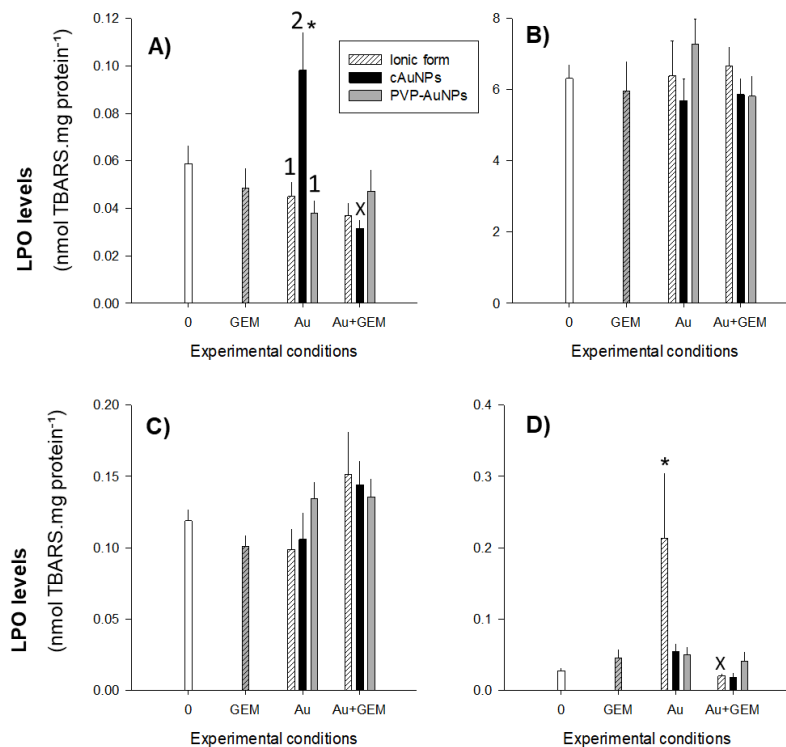 A)
2 *
1
1
X
Ionic form
cAuNPs
PVP-AuNPs
LPO levels
(nmol TBARS.mg protein⁻¹)
0.12
0.10
0.08
0.06
0.04
0.02
0.00
0 GEM Au Au+GEM
Experimental conditions
B)
8
6
4
2
0
0 GEM Au Au+GEM
Experimental conditions
C)
LPO levels
(nmol TBARS.mg protein⁻¹)
0.20
0.15
0.10
0.05
0.00
0 GEM Au Au+GEM
Experimental conditions
D)
*
X
0.4
0.3
0.2
0.1
0.0
0 GEM Au Au+GEM
Experimental conditions